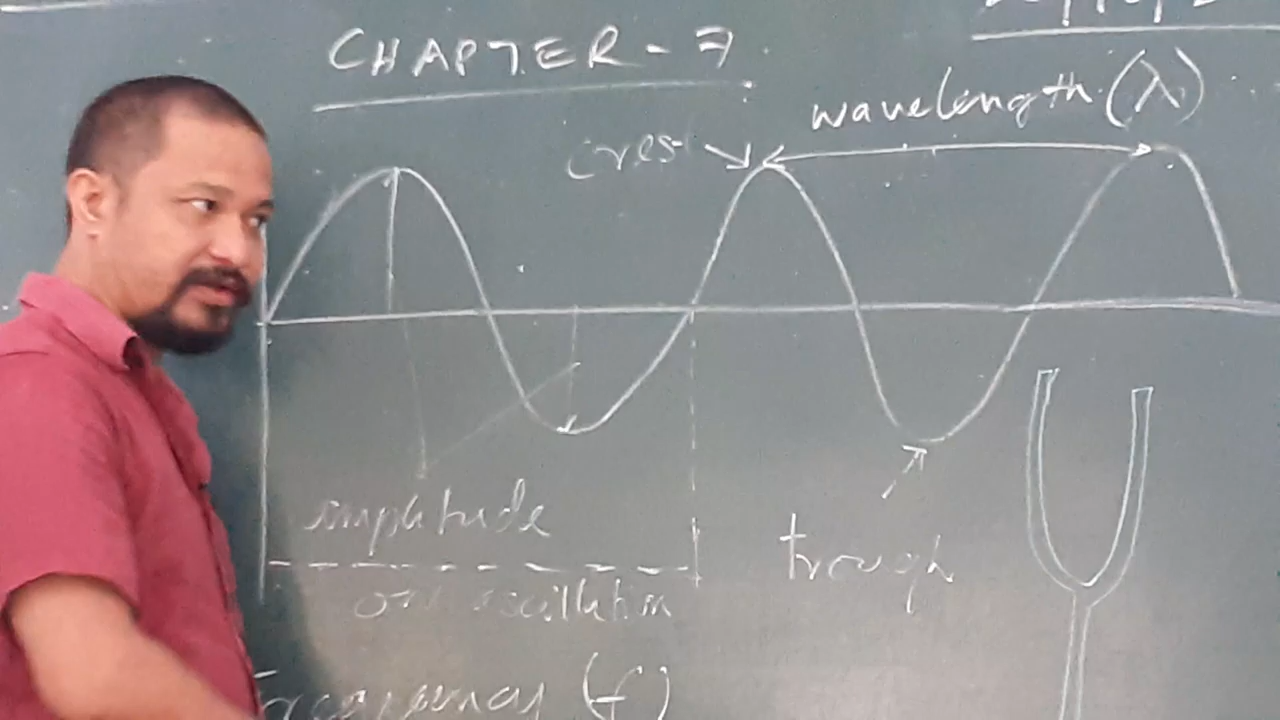 CHAPTER - 7
wavelength (λ)
crest
amplitude
trough
one oscillation
frequency (f)